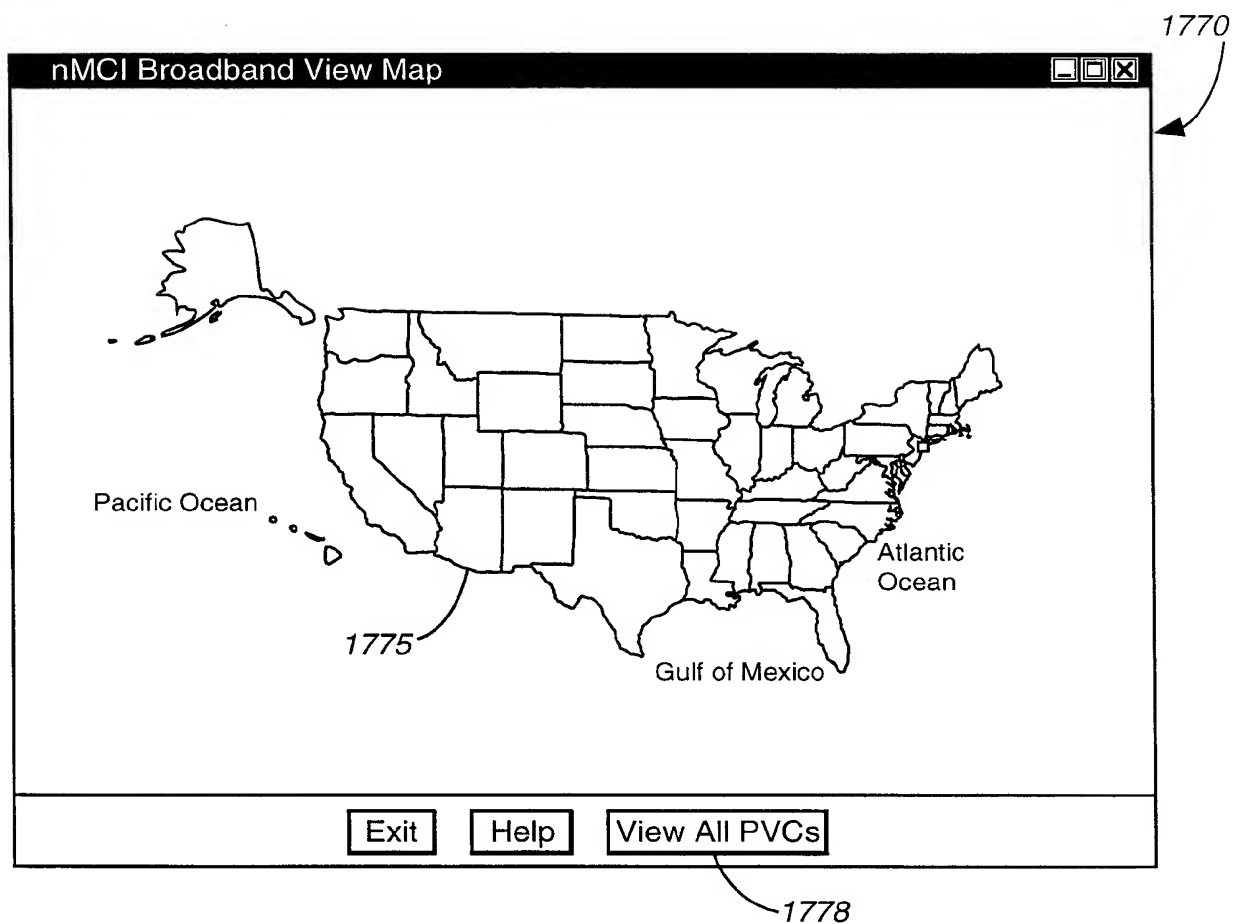 1770
nMCI Broadband View Map
Pacific Ocean
Atlantic
Ocean
1775
Gulf of Mexico
Exit Help View All PVCs
1778